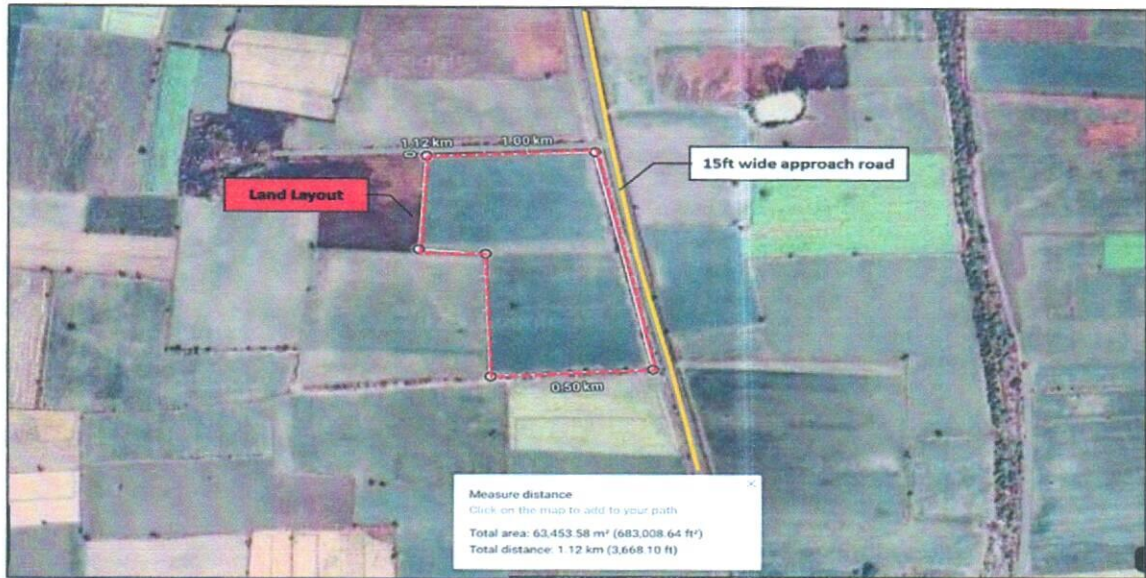 1.12 km
0
1.00 km
15ft wide approach road
Land Layout
0.50 km
Measure distance
Click on the map to add to your path
Total area: 63,453.58 m² (683,008.64 ft²)
Total distance: 1.12 km (3,668.10 ft)